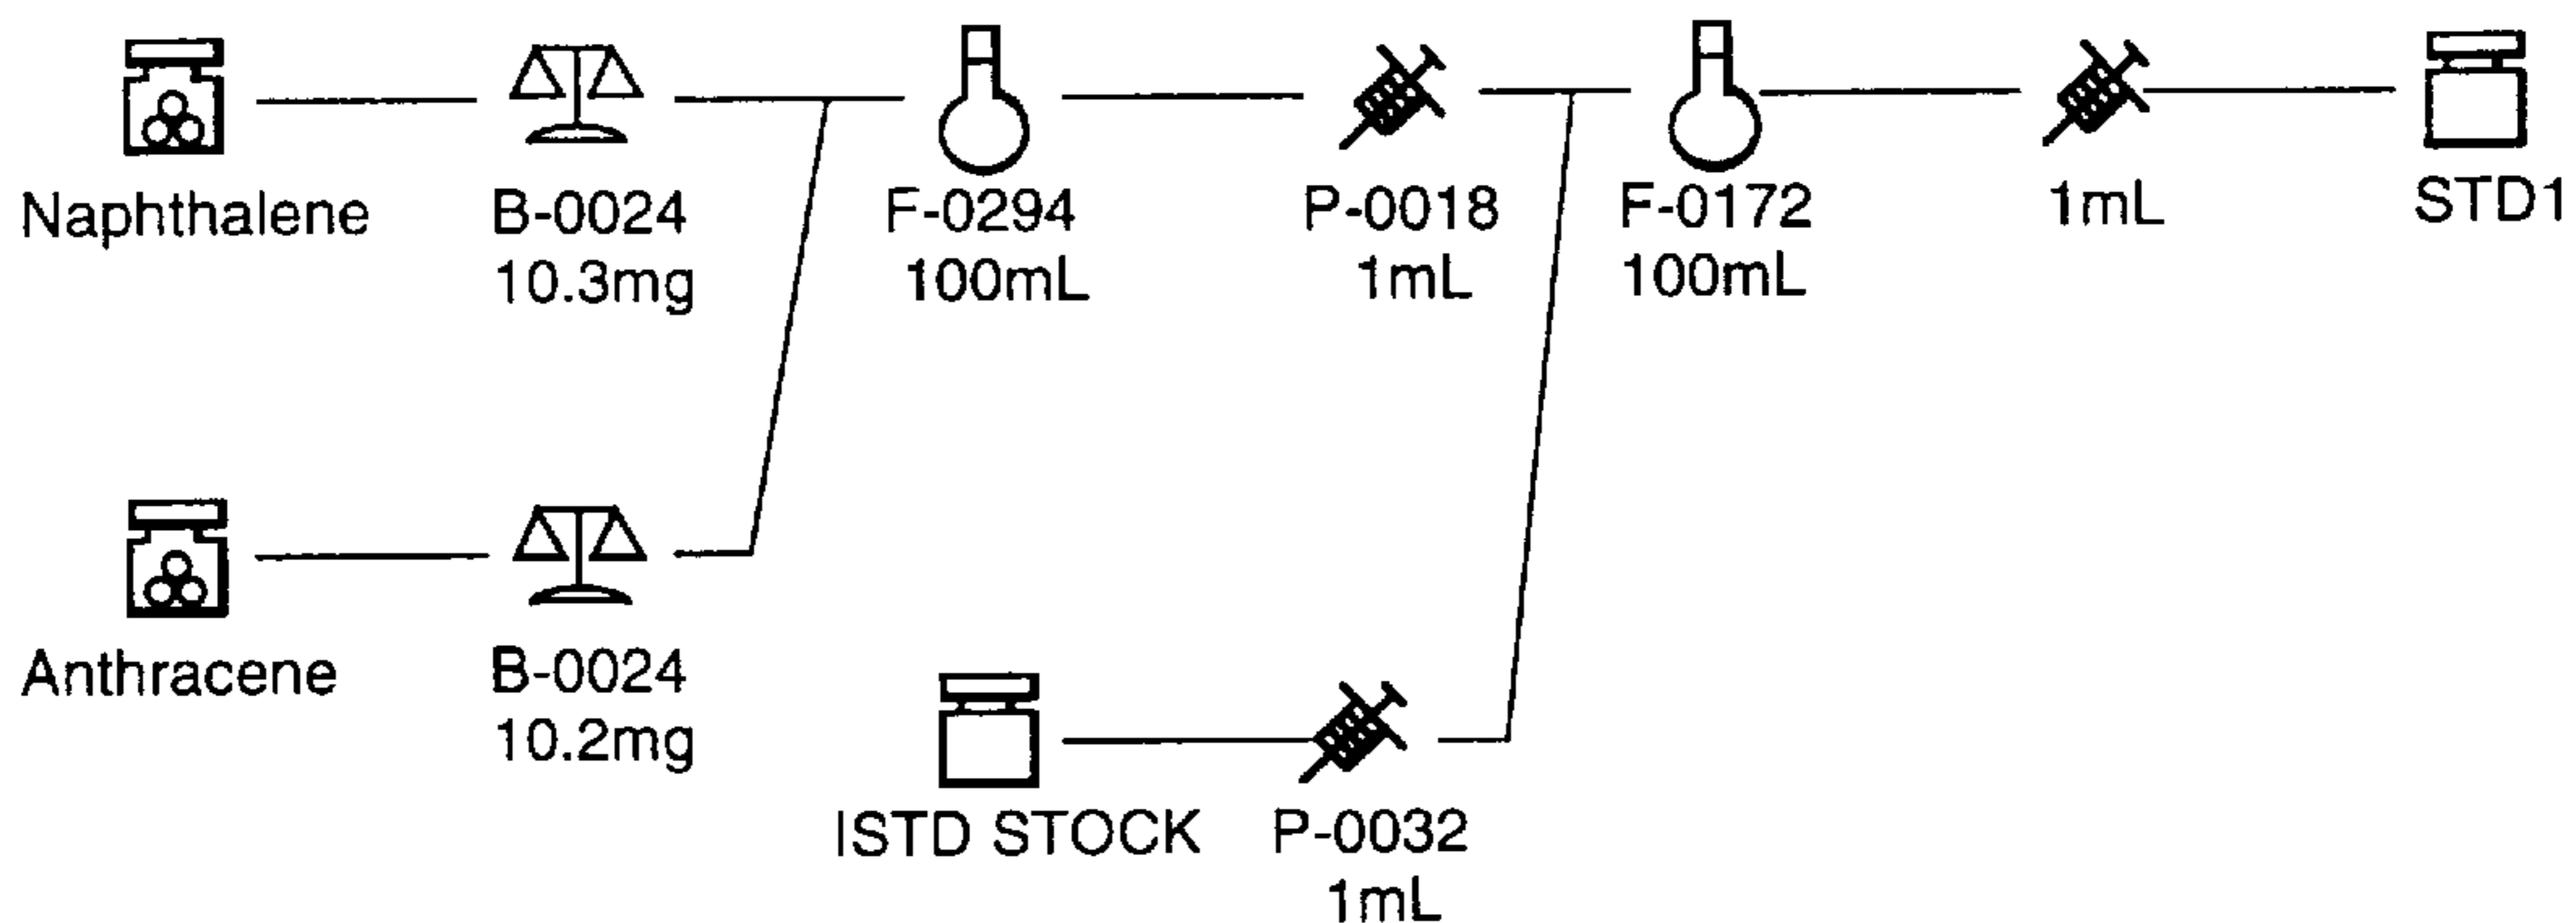 Naphthalene
B-0024
10.3mg
F-0294
100mL
P-0018
1mL
F-0172
100mL
1mL
STD1
Anthracene
B-0024
10.2mg
ISTD STOCK
P-0032
1mL